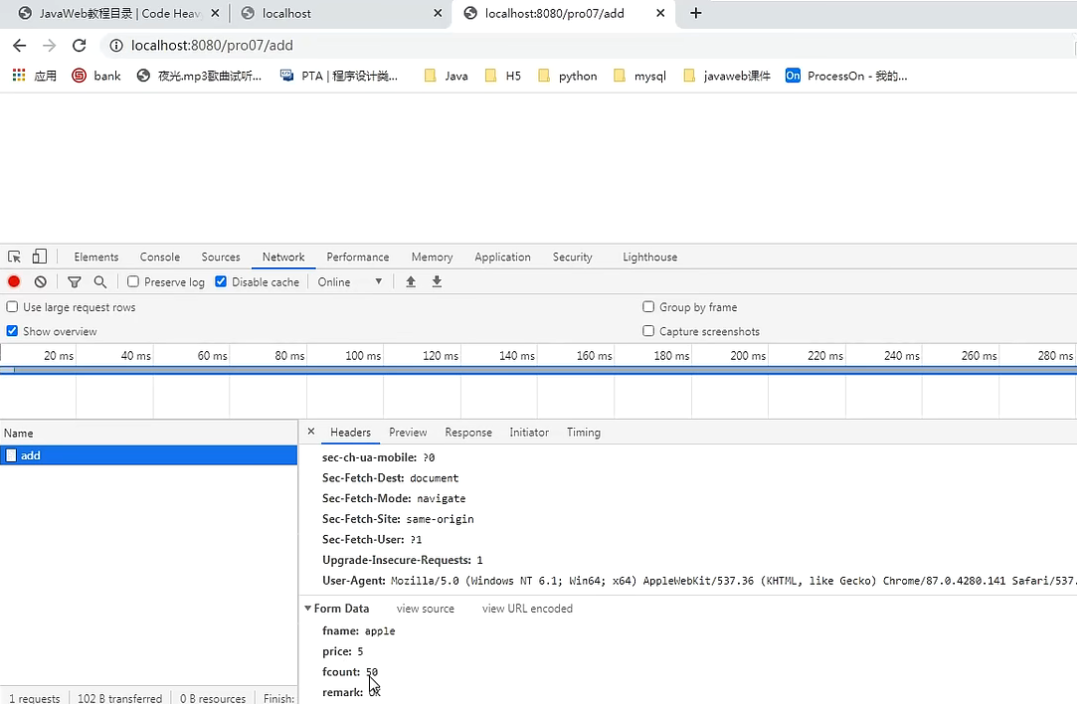 JavaWeb教程目录 | Code Heav
localhost
localhost:8080/pro07/add
localhost:8080/pro07/add
应用
bank
夜光.mp3歌曲试听...
PTA | 程序设计类...
Java
H5
python
mysql
javaweb课件
On
ProcessOn - 我的...
Elements
Console
Sources
Network
Performance
Memory
Application
Security
Lighthouse
Preserve log
Disable cache
Online
Use large request rows
Group by frame
Show overview
Capture screenshots
20 ms
40 ms
60 ms
80 ms
100 ms
120 ms
140 ms
160 ms
180 ms
200 ms
220 ms
240 ms
260 ms
280 ms
Name
Headers
Preview
Response
Initiator
Timing
add
sec-ch-ua-mobile: ?0
Sec-Fetch-Dest: document
Sec-Fetch-Mode: navigate
Sec-Fetch-Site: same-origin
Sec-Fetch-User: ?1
Upgrade-Insecure-Requests: 1
User-Agent: Mozilla/5.0 (Windows NT 6.1; Win64; x64) AppleWebKit/537.36 (KHTML, like Gecko) Chrome/87.0.4280.141 Safari/537.
Form Data
view source
view URL encoded
fname: apple
price: 5
fcount: 50
remark:
1 requests
102 B transferred
0 B resources
Finish: